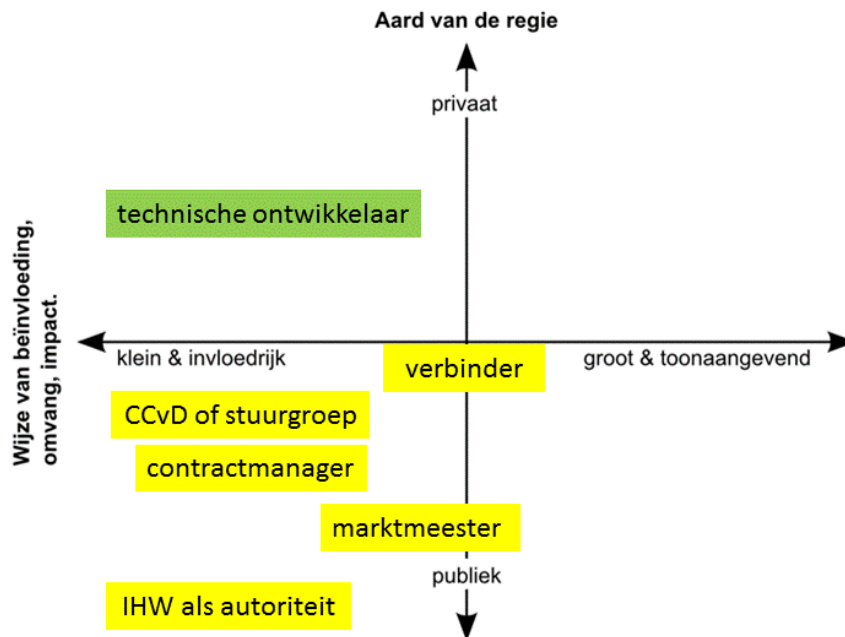 Aard van de regie
privaat
technische ontwikkelaar
Wijze van beïnvloeding,
omvang, impact.
klein & invloedrijk
groot & toonaangevend
verbinder
CCvD of stuurgroep
contractmanager
marktmeester
publiek
IHW als autoriteit